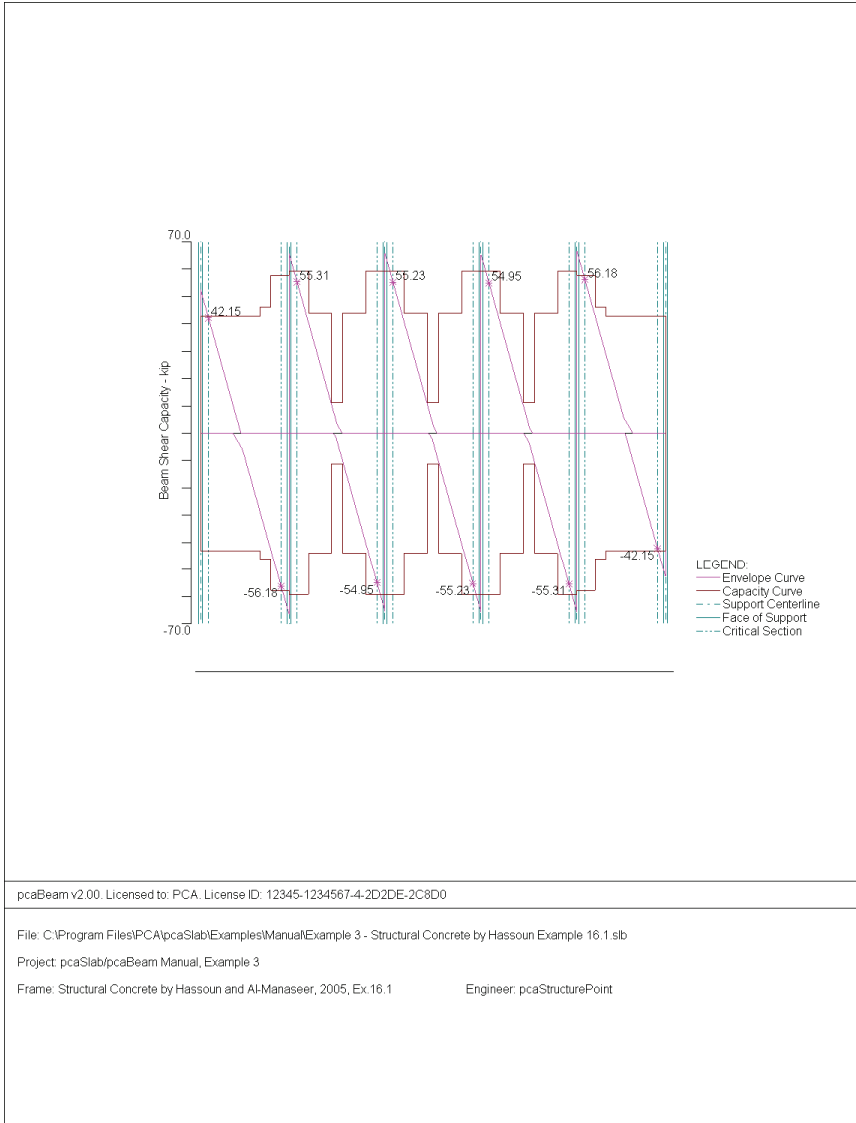 70.0
55.31
55.23
54.95
56.18
42.15
Beam Shear Capacity - kip
-42.15
-56.18
-54.95
-55.23
-55.31
-70.0
LEGEND:
Envelope Curve
Capacity Curve
Support Centerline
Face of Support
Critical Section
pcaBeam v2.00. Licensed to: PCA. License ID: 12345-1234567-4-2D2DE-2C8D0
File: C:\Program Files\PCA\pcaSlab\Examples\Manual\Example 3 - Structural Concrete by Hassoun Example 16.1.slb
Project: pcaSlab/pcaBeam Manual, Example 3
Frame: Structural Concrete by Hassoun and Al-Manaseer, 2005, Ex.16.1 Engineer: pcaStructurePoint